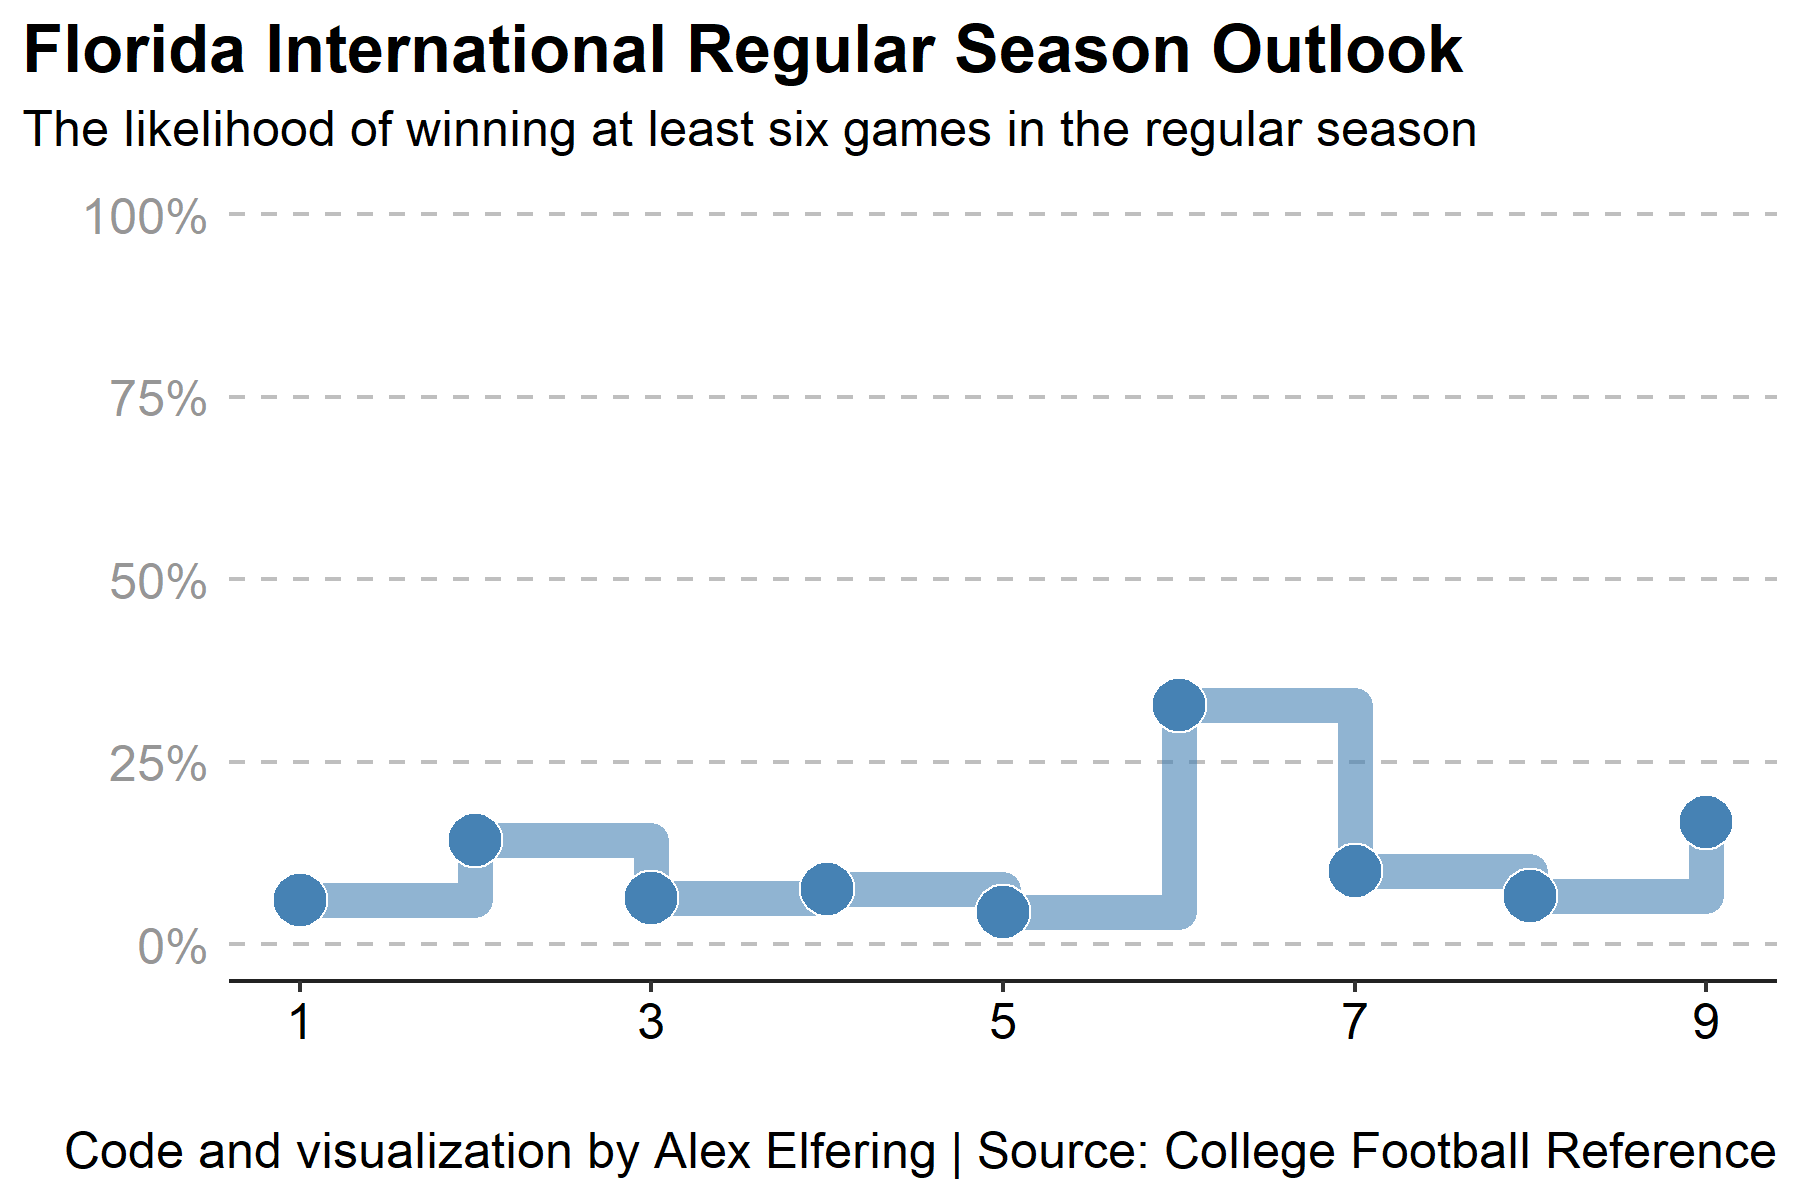 Florida International Regular Season Outlook
The likelihood of winning at least six games in the regular season
100%
75%
50%
25%
0%
1 3 5 7 9
Code and visualization by Alex Elfering | Source: College Football Reference